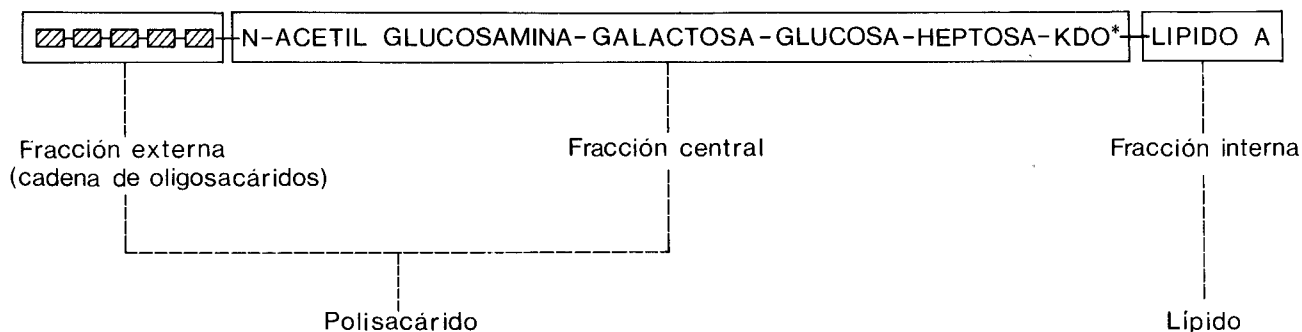 N-ACETIL GLUCOSAMINA-GALACTOSA-GLUCOSA-HEPTOSA-KDO*
LIPIDO A
Fracción externa
(cadena de oligosacáridos)
Fracción central
Fracción interna
Polisacárido
Lípido